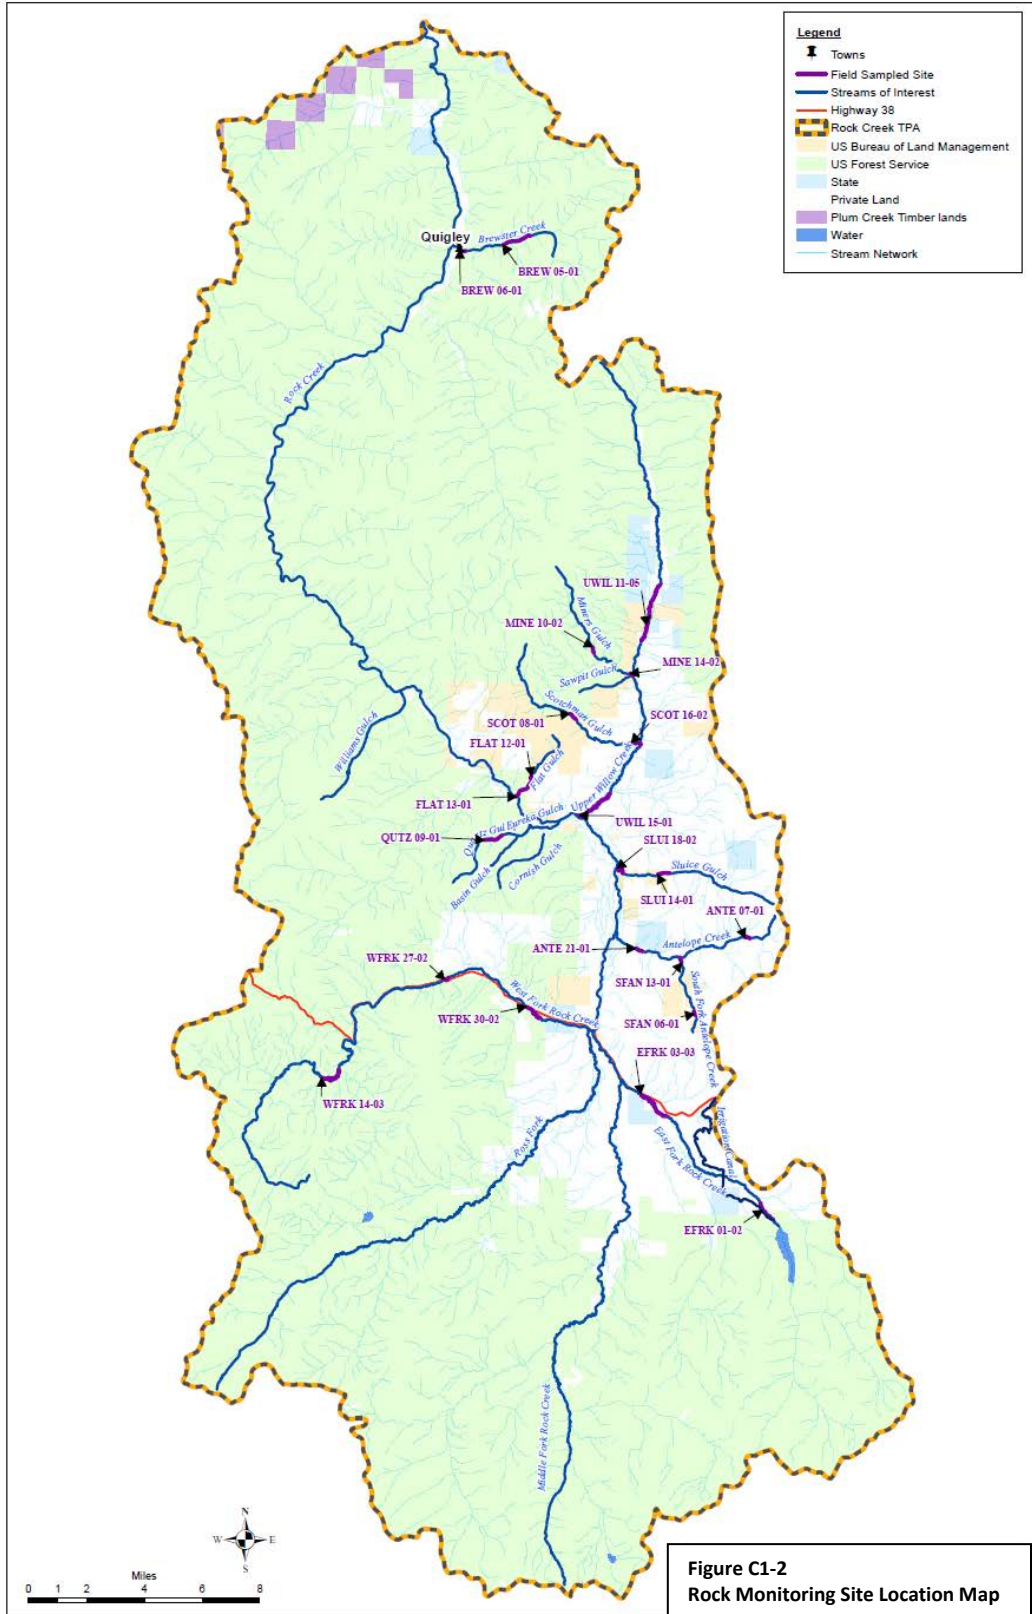 Legend
Towns
Field Sampled Site
Streams of Interest
Highway 38
Rock Creek TPA
US Bureau of Land Management
US Forest Service
State
Private Land
Plum Creek Timber lands
Water
Stream Network
Quigley
Brewster Creek
BREW 05-01
BREW 06-01
Rock Creek
UWIL 11-05
Miners Gulch
MINE 10-02
MINE 14-02
Sawpit Gulch
Scotchman Gulch
SCOT 08-01
SCOT 16-02
Williams Gulch
FLAT 12-01
Flat Gulch
Upper Willow Creek
FLAT 13-01
Quartz Gul
Eureka Gulch
UWIL 15-01
QUTZ 09-01
SLUI 18-02
Basin Gulch
Cornish Gulch
Sluice Gulch
SLUI 14-01
ANTE 07-01
ANTE 21-01
Antelope Creek
WFRK 27-02
SFAN 13-01
South Fork Antelope Creek
West Fork Rock Creek
WFRK 30-02
SFAN 06-01
EFRK 03-03
WFRK 14-03
Ross Fork
East Fork Rock Creek
Irrigation Canal
EFRK 01-02
Middle Fork Rock Creek
N
W E
S
Miles
0 1 2 4 6 8
Figure C1-2
Rock Monitoring Site Location Map